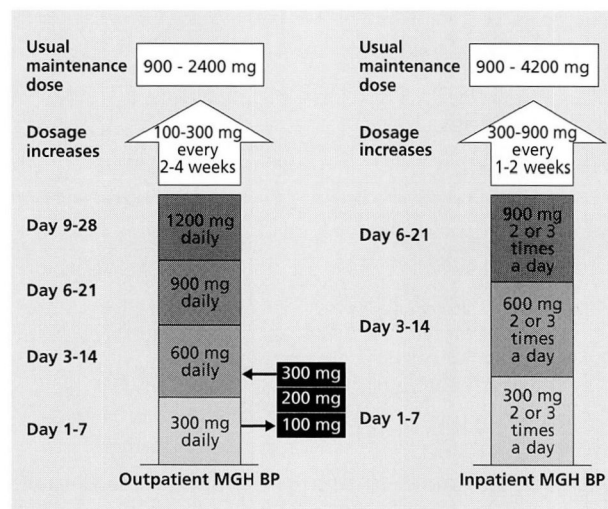 Usual
maintenance
dose
900 - 2400 mg
Dosage
increases
100-300 mg
every
2-4 weeks
Day 9-28
1200 mg
daily
Day 6-21
900 mg
daily
Day 3-14
600 mg
daily
Day 1-7
300 mg
daily
300 mg
200 mg
100 mg
Outpatient MGH BP
Usual
maintenance
dose
900 - 4200 mg
Dosage
increases
300-900 mg
every
1-2 weeks
Day 6-21
900 mg
2 or 3
times
a day
Day 3-14
600 mg
2 or 3
times
a day
Day 1-7
300 mg
2 or 3
times
a day
Inpatient MGH BP